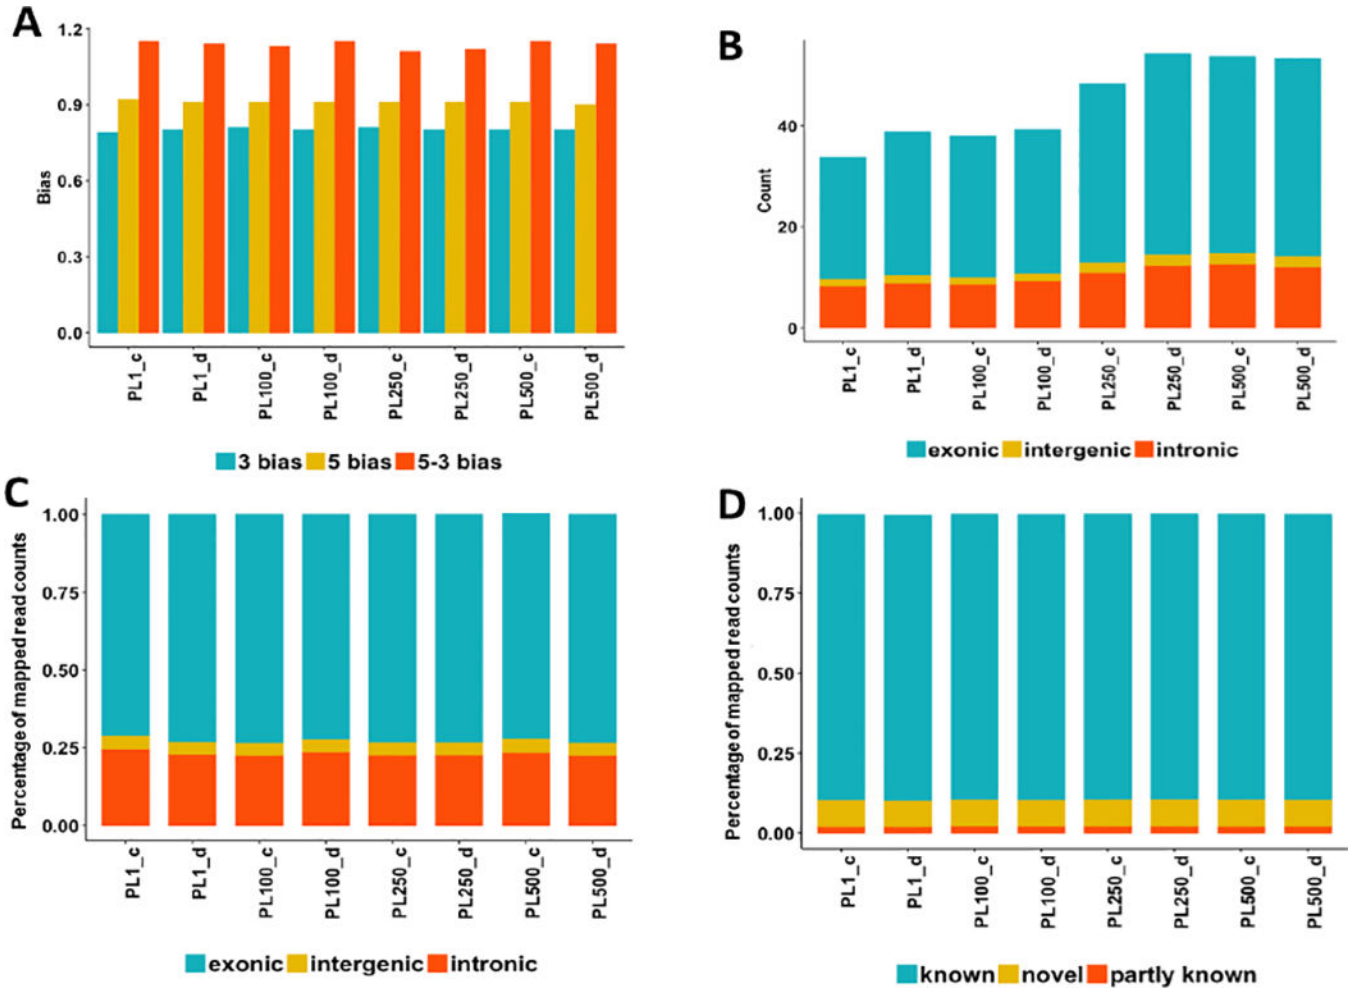 A
1.2
0.9
0.6
0.3
0.0
Bias
PL1_c
PL1_d
PL100_c
PL100_d
PL250_c
PL250_d
PL500_c
PL500_d
3 bias 5 bias 5-3 bias
B
40
20
0
Count
PL1_c
PL1_d
PL100_c
PL100_d
PL250_c
PL250_d
PL500_c
PL500_d
exonic intergenic intronic
C
1.00
0.75
0.50
0.25
0.00
Percentage of mapped read counts
PL1_c
PL1_d
PL100_c
PL100_d
PL250_c
PL250_d
PL500_c
PL500_d
exonic intergenic intronic
D
1.00
0.75
0.50
0.25
0.00
Percentage of mapped read counts
PL1_c
PL1_d
PL100_c
PL100_d
PL250_c
PL250_d
PL500_c
PL500_d
known novel partly known